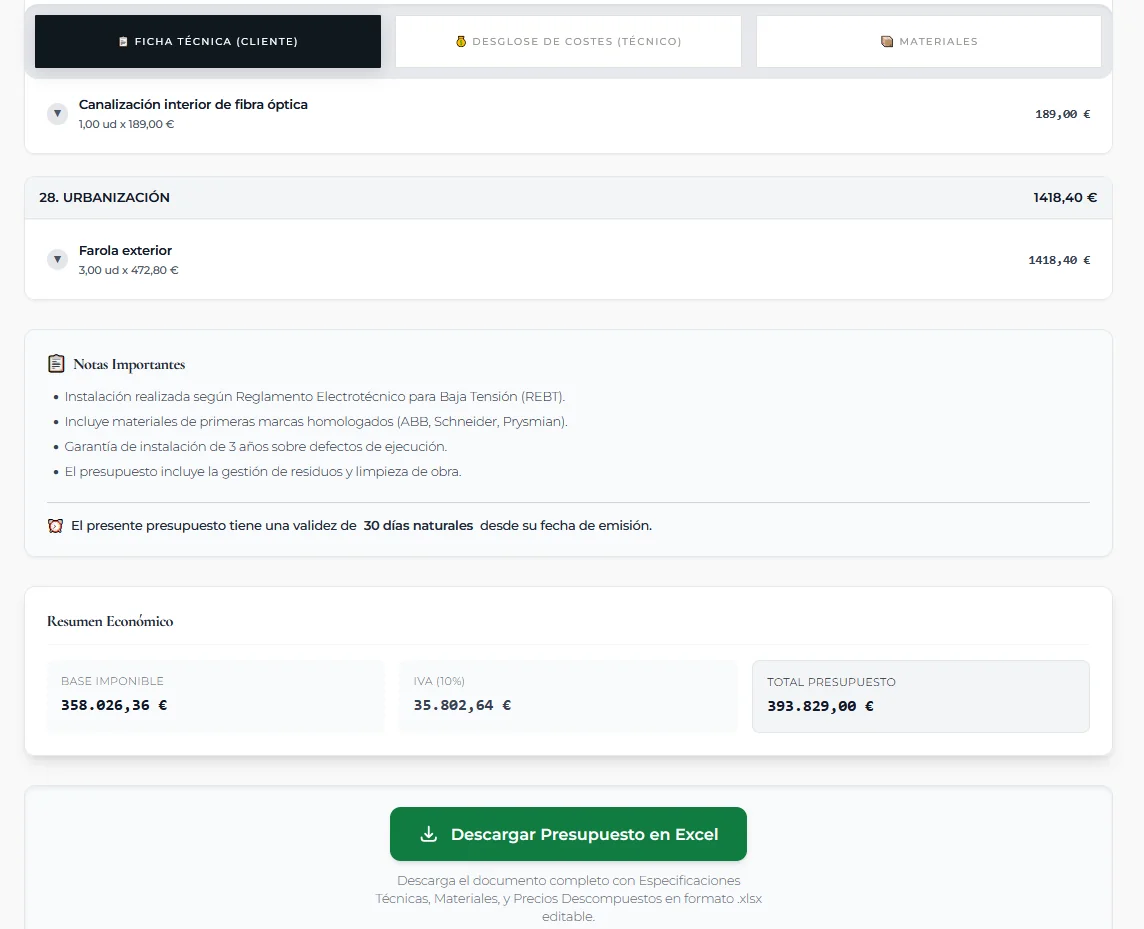 FICHA TÉCNICA (CLIENTE)
DESGLOSE DE COSTES (TÉCNICO)
MATERIALES
Canalización interior de fibra óptica
1,00 ud x 189,00 €
189,00 €
28. URBANIZACIÓN
1418,40 €
Farola exterior
3,00 ud x 472,80 €
1418,40 €
Notas Importantes
• Instalación realizada según Reglamento Electrotécnico para Baja Tensión (REBT).
• Incluye materiales de primeras marcas homologados (ABB, Schneider, Prysmian).
• Garantía de instalación de 3 años sobre defectos de ejecución.
• El presupuesto incluye la gestión de residuos y limpieza de obra.
El presente presupuesto tiene una validez de 30 días naturales desde su fecha de emisión.
Resumen Económico
BASE IMPONIBLE
358.026,36 €
IVA (10%)
35.802,64 €
TOTAL PRESUPUESTO
393.829,00 €
Descargar Presupuesto en Excel
Descarga el documento completo con Especificaciones
Técnicas, Materiales, y Precios Descompuestos en formato .xlsx
editable.